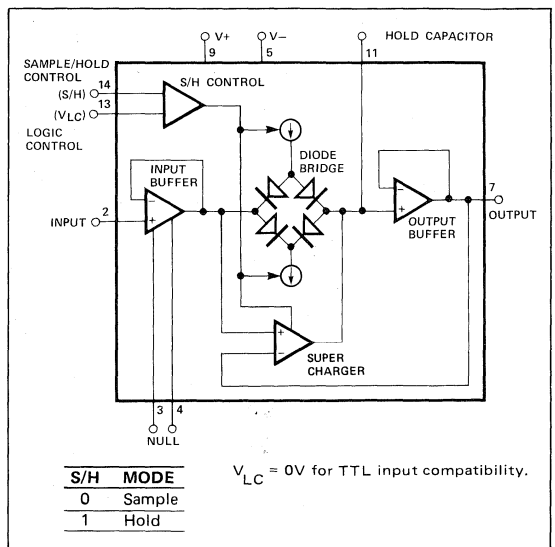 V+ V− HOLD CAPACITOR
9 5 11
SAMPLE/HOLD
CONTROL
14
(S/H)
13
(VLC)
LOGIC
CONTROL
S/H CONTROL
DIODE
BRIDGE
INPUT
BUFFER
−
+
INPUT 2
−
+
OUTPUT
BUFFER
7
OUTPUT
+
−
SUPER
CHARGER
3 4
NULL
S/H MODE
0 Sample
1 Hold
VLC = 0V for TTL input compatibility.